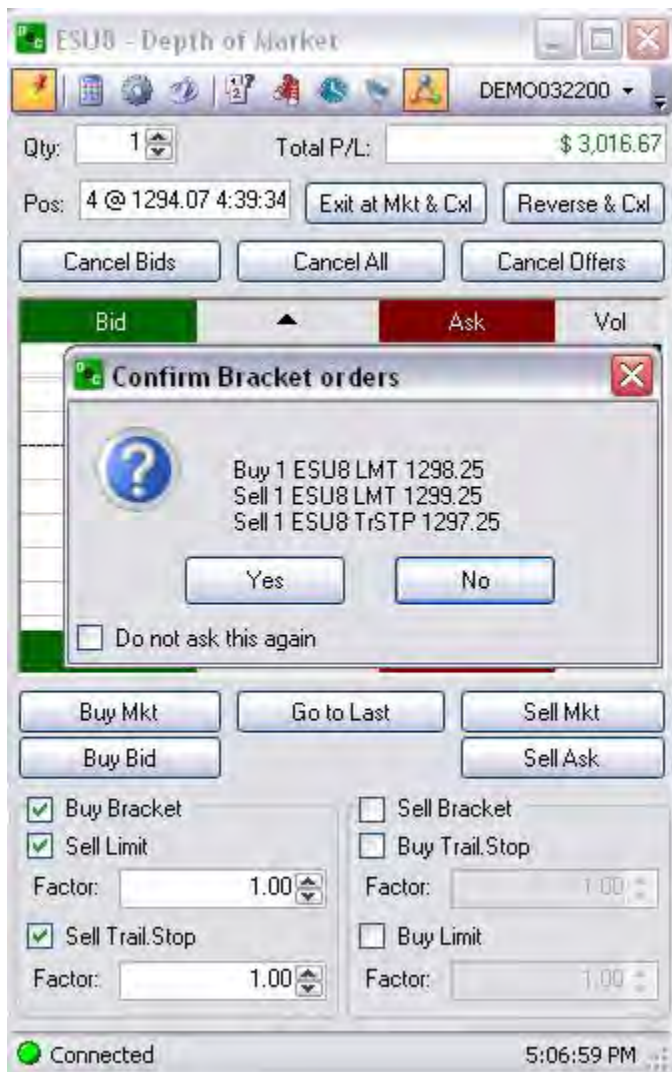 ESU8 - Depth of Market
DEMO032200
Qty: 1 Total P/L: $ 3,016.67
Pos: 4 @ 1294.07 4:39:34 Exit at Mkt & Cxl Reverse & Cxl
Cancel Bids Cancel All Cancel Offers
Bid Ask Vol
Confirm Bracket orders
Buy 1 ESU8 LMT 1298.25
Sell 1 ESU8 LMT 1299.25
Sell 1 ESU8 TrSTP 1297.25
Yes No
Do not ask this again
Buy Mkt Go to Last Sell Mkt
Buy Bid Sell Ask
Buy Bracket Sell Bracket
Sell Limit Buy Trail.Stop
Factor: 1.00 Factor: 1.00
Sell Trail.Stop Buy Limit
Factor: 1.00 Factor: 1.00
Connected 5:06:59 PM